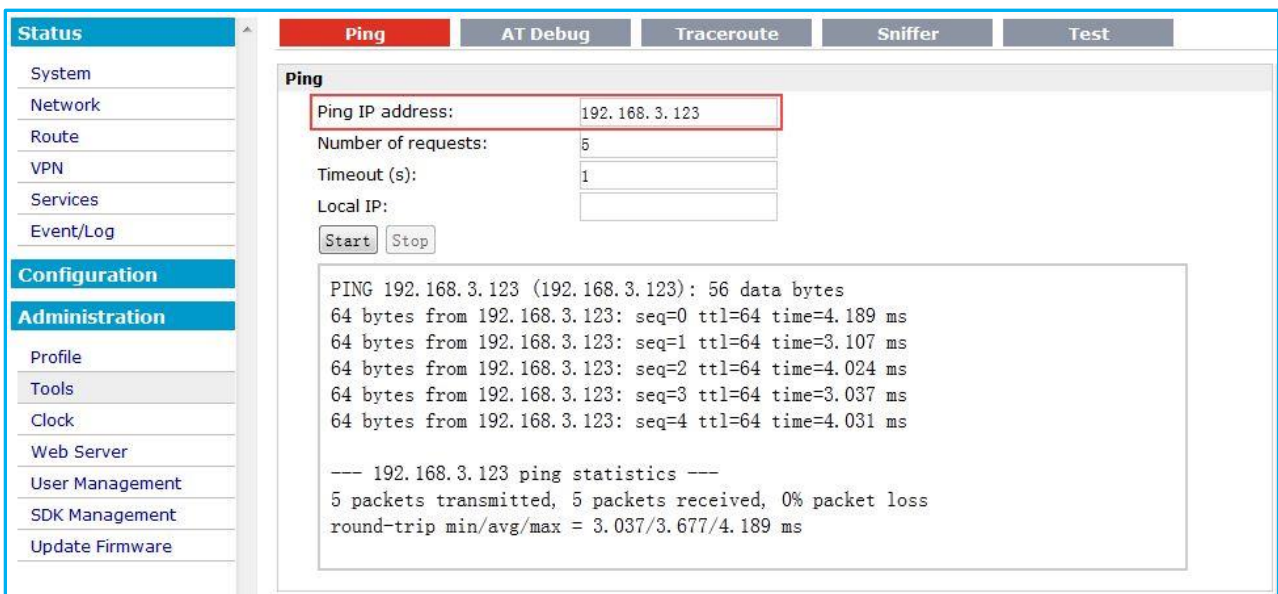 Status
System
Network
Route
VPN
Services
Event/Log
Configuration
Administration
Profile
Tools
Clock
Web Server
User Management
SDK Management
Update Firmware
Ping AT Debug Traceroute Sniffer Test
Ping
Ping IP address: 192.168.3.123
Number of requests: 5
Timeout (s): 1
Local IP:
Start Stop
PING 192.168.3.123 (192.168.3.123): 56 data bytes
64 bytes from 192.168.3.123: seq=0 ttl=64 time=4.189 ms
64 bytes from 192.168.3.123: seq=1 ttl=64 time=3.107 ms
64 bytes from 192.168.3.123: seq=2 ttl=64 time=4.024 ms
64 bytes from 192.168.3.123: seq=3 ttl=64 time=3.037 ms
64 bytes from 192.168.3.123: seq=4 ttl=64 time=4.031 ms
--- 192.168.3.123 ping statistics ---
5 packets transmitted, 5 packets received, 0% packet loss
round-trip min/avg/max = 3.037/3.677/4.189 ms